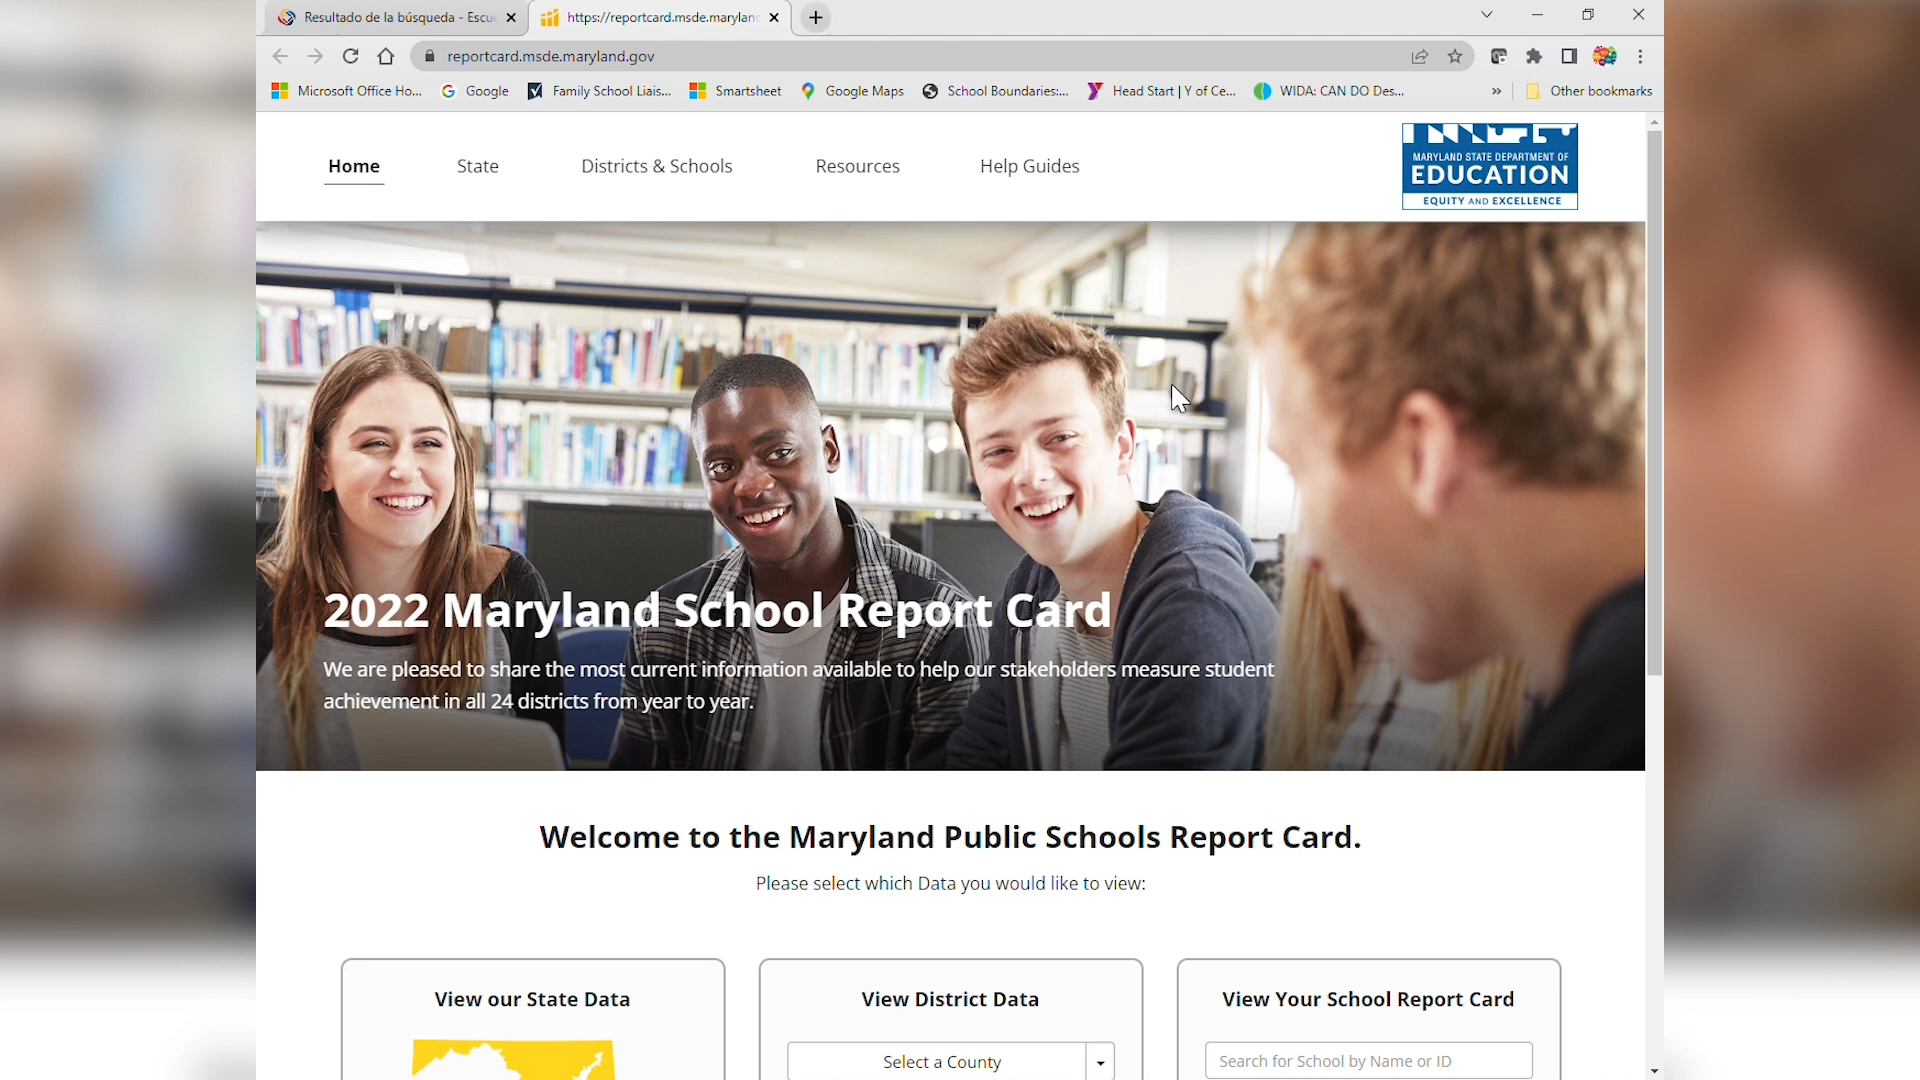 Resultado de la búsqueda - Escu
https://reportcard.msde.marylan
reportcard.msde.maryland.gov
Microsoft Office Ho...
Google
Family School Liais...
Smartsheet
Google Maps
School Boundaries:...
Head Start | Y of Ce...
WIDA: CAN DO Des...
»
Other bookmarks
Home
State
Districts & Schools
Resources
Help Guides
MARYLAND STATE DEPARTMENT OF
EDUCATION
EQUITY AND EXCELLENCE
2022 Maryland School Report Card
We are pleased to share the most current information available to help our stakeholders measure student
achievement in all 24 districts from year to year.
Welcome to the Maryland Public Schools Report Card.
Please select which Data you would like to view:
View our State Data
View District Data
Select a County
View Your School Report Card
Search for School by Name or ID